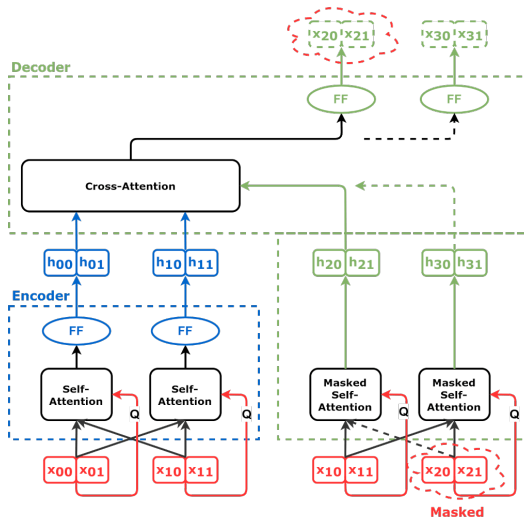 x20 x21 x30 x31
Decoder
FF FF
Cross-Attention
h00 h01 h10 h11 h20 h21 h30 h31
Encoder
FF FF
Self-Attention Self-Attention Masked Self-Attention Masked Self-Attention
Q Q Q Q
x00 x01 x10 x11 x10 x11 x20 x21
Masked